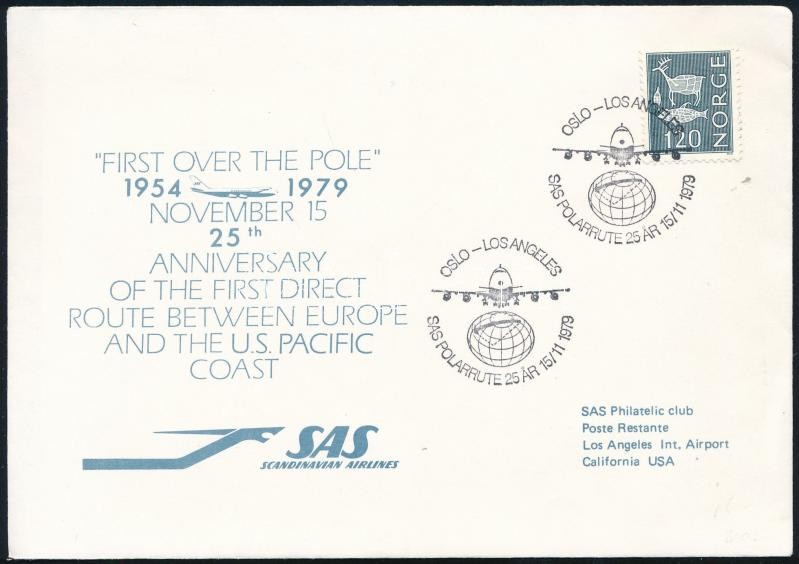 "FIRST OVER THE POLE"
1954 1979
NOVEMBER 15
25th
ANNIVERSARY
OF THE FIRST DIRECT
ROUTE BETWEEN EUROPE
AND THE U.S. PACIFIC
COAST
SAS
SCANDINAVIAN AIRLINES
NORGE
120
OSLO – LOS ANGELES
SAS POLARRUTE 25 ÅR 15/11 1979
OSLO – LOS ANGELES
SAS POLARRUTE 25 ÅR 15/11 1979
SAS Philatelic club
Poste Restante
Los Angeles Int. Airport
California USA